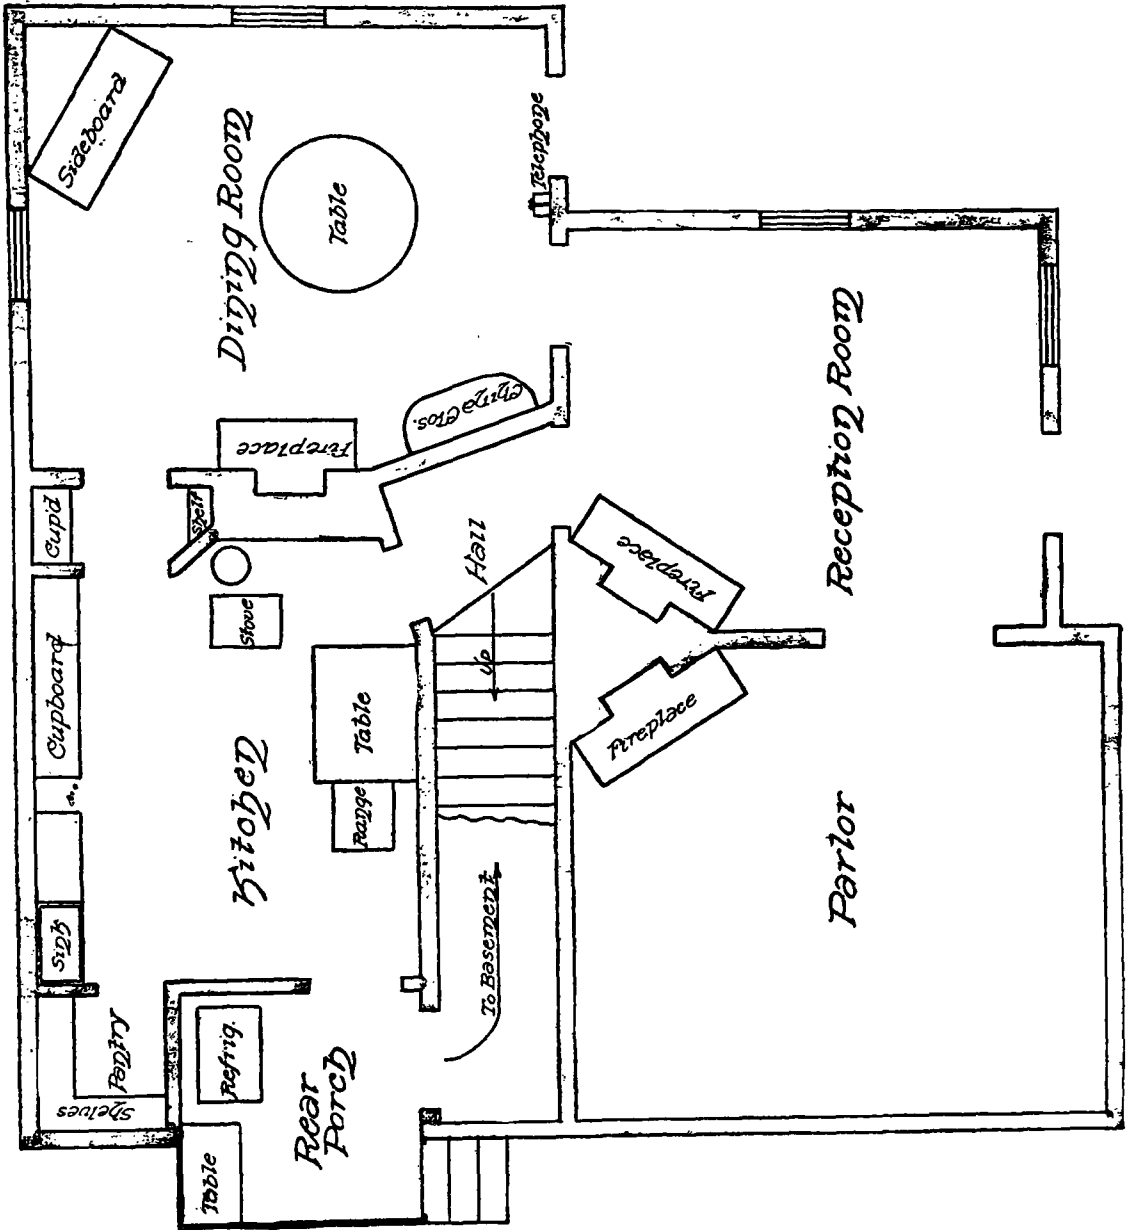 Sideboard
Dining Room
Table
Telephone
Fireplace
China Clos.
Reception Room
Cup'd
Shelf
Hall
Fireplace
Stove
Up
Cupboard
Table
Fireplace
Range
Kitchen
Parlor
Sink
To Basement
Pantry
Shelves
Refrig.
Rear
Porch
Table